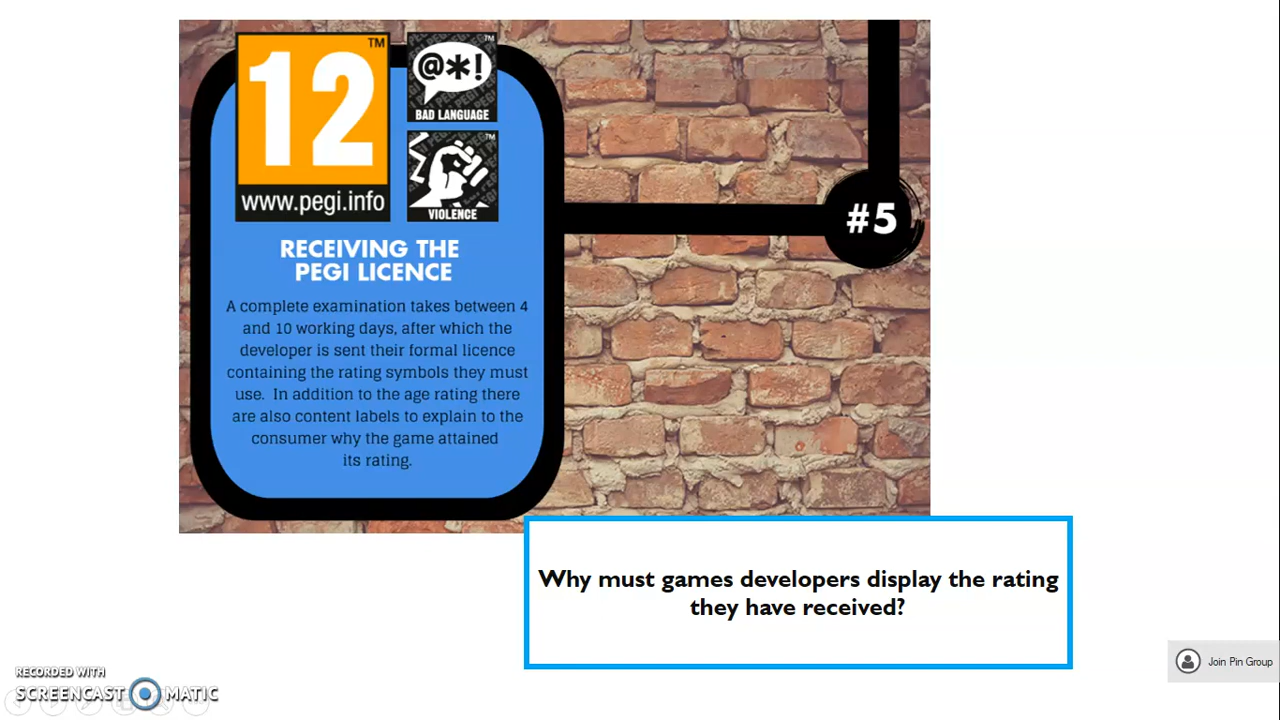 12™
www.pegi.info
™
@*!
BAD LANGUAGE
™
VIOLENCE
RECEIVING THE
PEGI LICENCE
A complete examination takes between 4
and 10 working days, after which the
developer is sent their formal licence
containing the rating symbols they must
use. In addition to the age rating there
are also content labels to explain to the
consumer why the game attained
its rating.
#5
Why must games developers display the rating
they have received?
RECORDED WITH
SCREENCAST MATIC
Join Pin Group